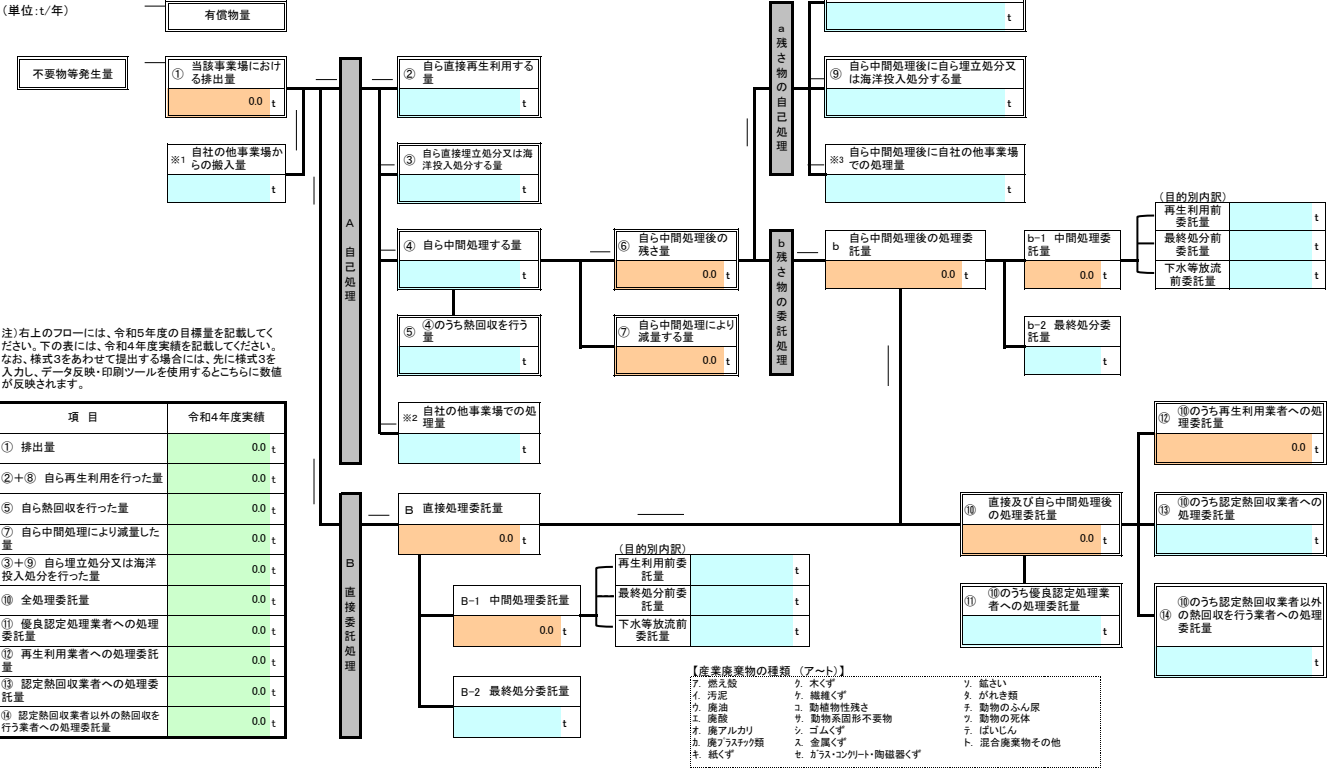 (単位:t/年)
有償物量
不要物等発生量
① 当該事業場におけ
る排出量
0.0 t
※1 自社の他事業場か
らの搬入量
t
A 自己処理
② 自ら直接再生利用する
量
t
③ 自ら直接埋立処分又は海
洋投入処分する量
t
④ 自ら中間処理する量
t
⑤ ④のうち熱回収を行う
量
t
※2 自社の他事業場での処
理量
t
⑥ 自ら中間処理後の
残さ量
0.0 t
⑦ 自ら中間処理により
減量する量
0.0 t
a 残さ物の自己処理
t
⑨ 自ら中間処理後に自ら埋立処分又
は海洋投入処分する量
t
※3 自ら中間処理後に自社の他事業場
での処理量
t
b 残さ物の委託処理
b 自ら中間処理後の処理委
託量
0.0 t
b-1 中間処理委
託量
0.0 t
(目的別内訳)
再生利用前
委託量
t
最終処分前
委託量
t
下水等放流
前委託量
t
b-2 最終処分委
託量
t
注)右上のフローには、令和5年度の目標量を記載してく
ださい。下の表には、令和4年度実績を記載してください。
なお、様式3をあわせて提出する場合には、先に様式3を
入力し、データ反映・印刷ツールを使用するとこちらに数値
が反映されます。
項 目 令和4年度実績
① 排出量 0.0 t
②+⑧ 自ら再生利用を行った量 0.0 t
⑤ 自ら熱回収を行った量 0.0 t
⑦ 自ら中間処理により減量した
量 0.0 t
③+⑨ 自ら埋立処分又は海洋
投入処分を行った量 0.0 t
⑩ 全処理委託量 0.0 t
⑪ 優良認定処理業者への処理
委託量 0.0 t
⑫ 再生利用業者への処理委託
量 0.0 t
⑬ 認定熱回収業者への処理委
託量 0.0 t
⑭ 認定熱回収業者以外の熱回収を
行う業者への処理委託量 0.0 t
B 直接委託処理
B 直接処理委託量
0.0 t
B-1 中間処理委託量
0.0 t
(目的別内訳)
再生利用前委
託量
t
最終処分前委
託量
t
下水等放流前
委託量
t
B-2 最終処分委託量
t
⑩ 直接及び自ら中間処理後
の処理委託量
0.0 t
⑪ ⑩のうち優良認定処理業
者への処理委託量
t
⑫ ⑩のうち再生利用業者への処
理委託量
0.0 t
⑬ ⑩のうち認定熱回収業者への
処理委託量
t
⑭ ⑩のうち認定熱回収業者以外
の熱回収を行う業者への処理
委託量
t
【産業廃棄物の種類 (ア~ト)】
ア. 燃え殻 ク. 木くず ソ. 鉱さい
イ. 汚泥 ケ. 繊維くず タ. がれき類
ウ. 廃油 コ. 動植物性残さ チ. 動物のふん尿
エ. 廃酸 サ. 動物系固形不要物 ツ. 動物の死体
オ. 廃アルカリ シ. ゴムくず テ. ばいじん
カ. 廃プラスチック類 ス. 金属くず ト. 混合廃棄物その他
キ. 紙くず セ. ガラス・コンクリート・陶磁器くず